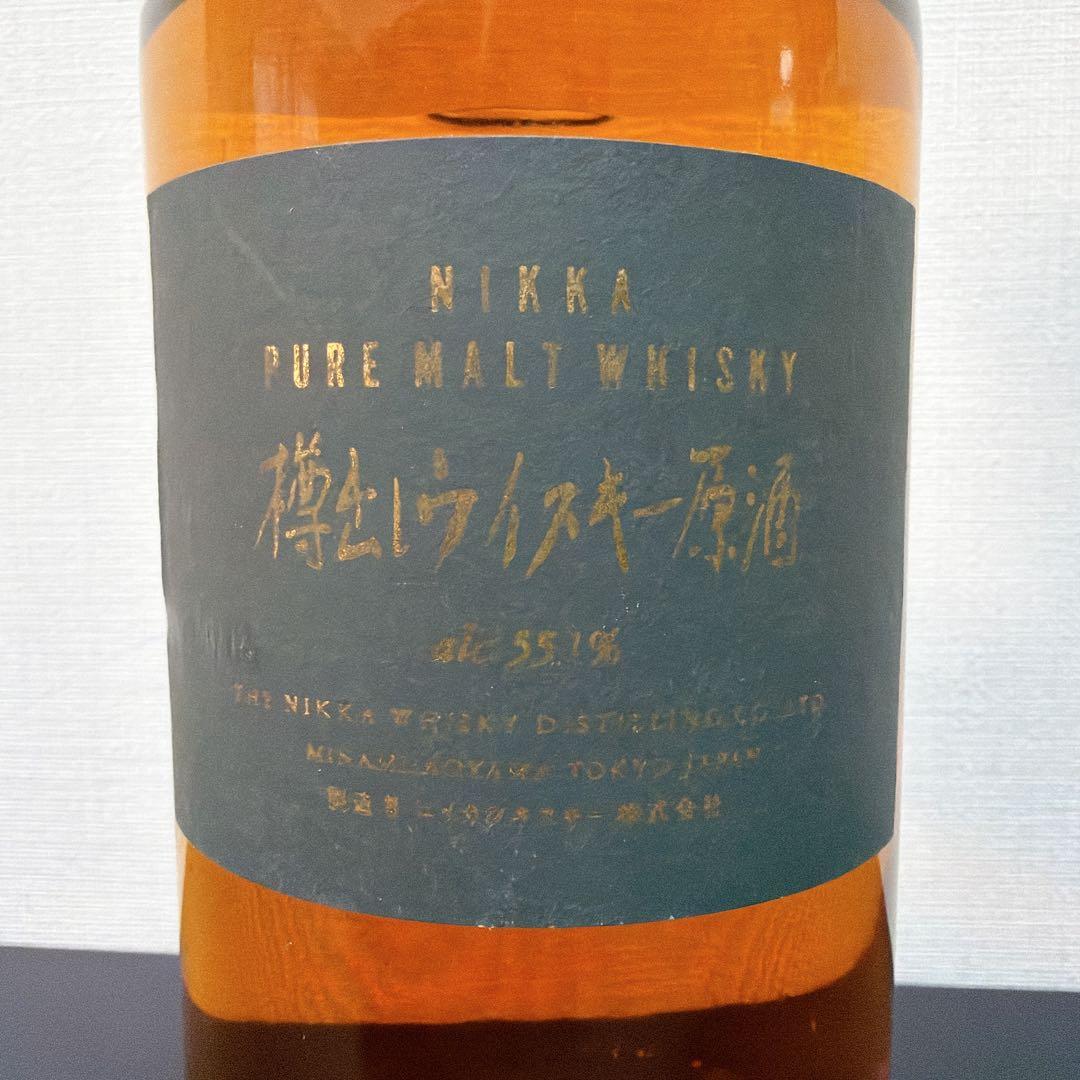 NIKKA
PURE MALT WHISKY
樽出しウイスキー原酒
alc 55.1%
THE NIKKA WHISKY DISTILLING CO. LTD
MINAMI-AOYAMA TOKYO JAPAN
製造者 ニッカウヰスキー株式会社